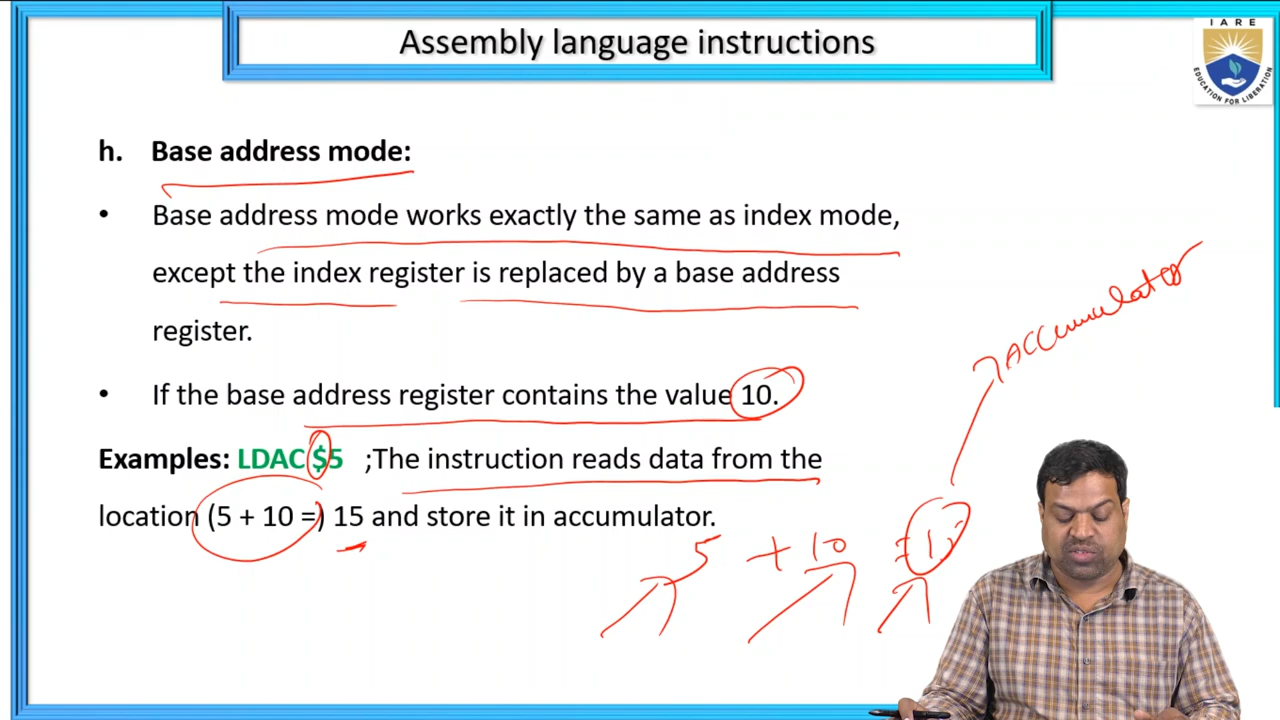 Assembly language instructions
IARE
EDUCATION FOR LIBERATION
h. Base address mode:
• Base address mode works exactly the same as index mode,
except the index register is replaced by a base address
register.
• If the base address register contains the value 10.
Examples: LDAC $5 ;The instruction reads data from the
location (5 + 10 =) 15 and store it in accumulator.
Accumulator
5 + 10 =